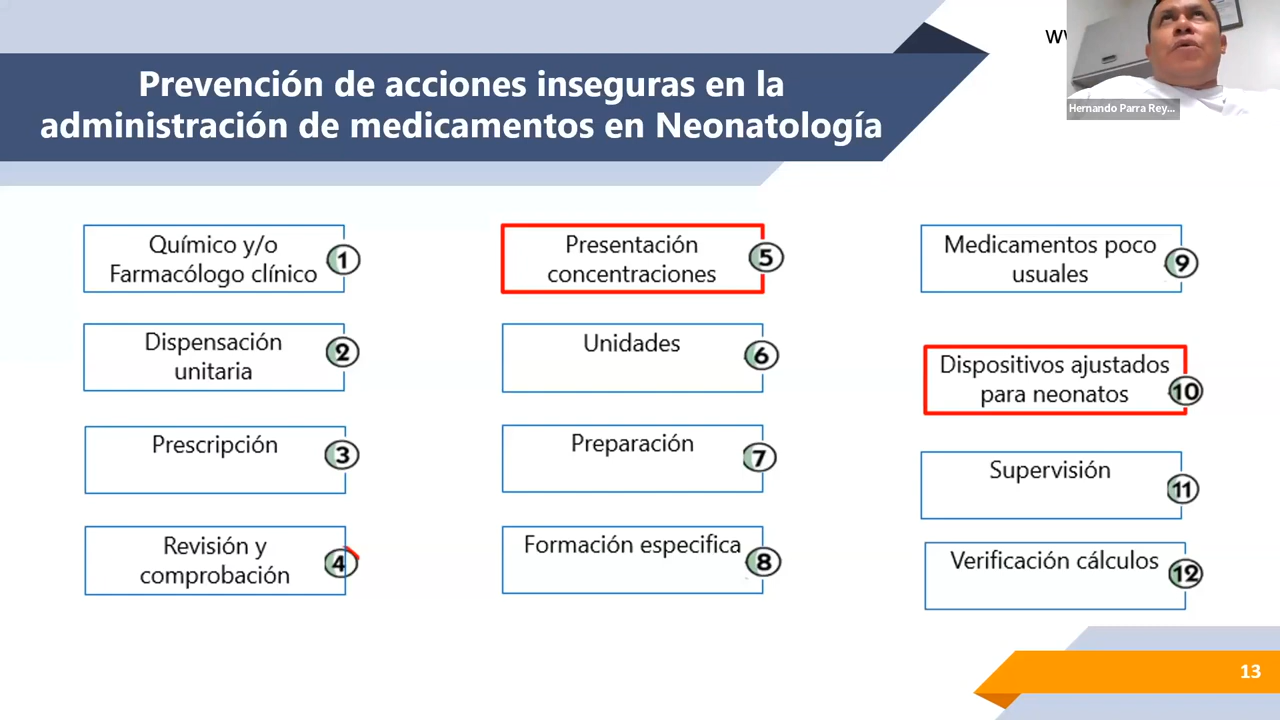 Prevención de acciones inseguras en la
administración de medicamentos en Neonatología
Hernando Parra Rey...
Químico y/o
Farmacólogo clínico
1
Dispensación
unitaria
2
Prescripción
3
Revisión y
comprobación
4
Presentación
concentraciones
5
Unidades
6
Preparación
7
Formación especifica
8
Medicamentos poco
usuales
9
Dispositivos ajustados
para neonatos
10
Supervisión
11
Verificación cálculos
12
13